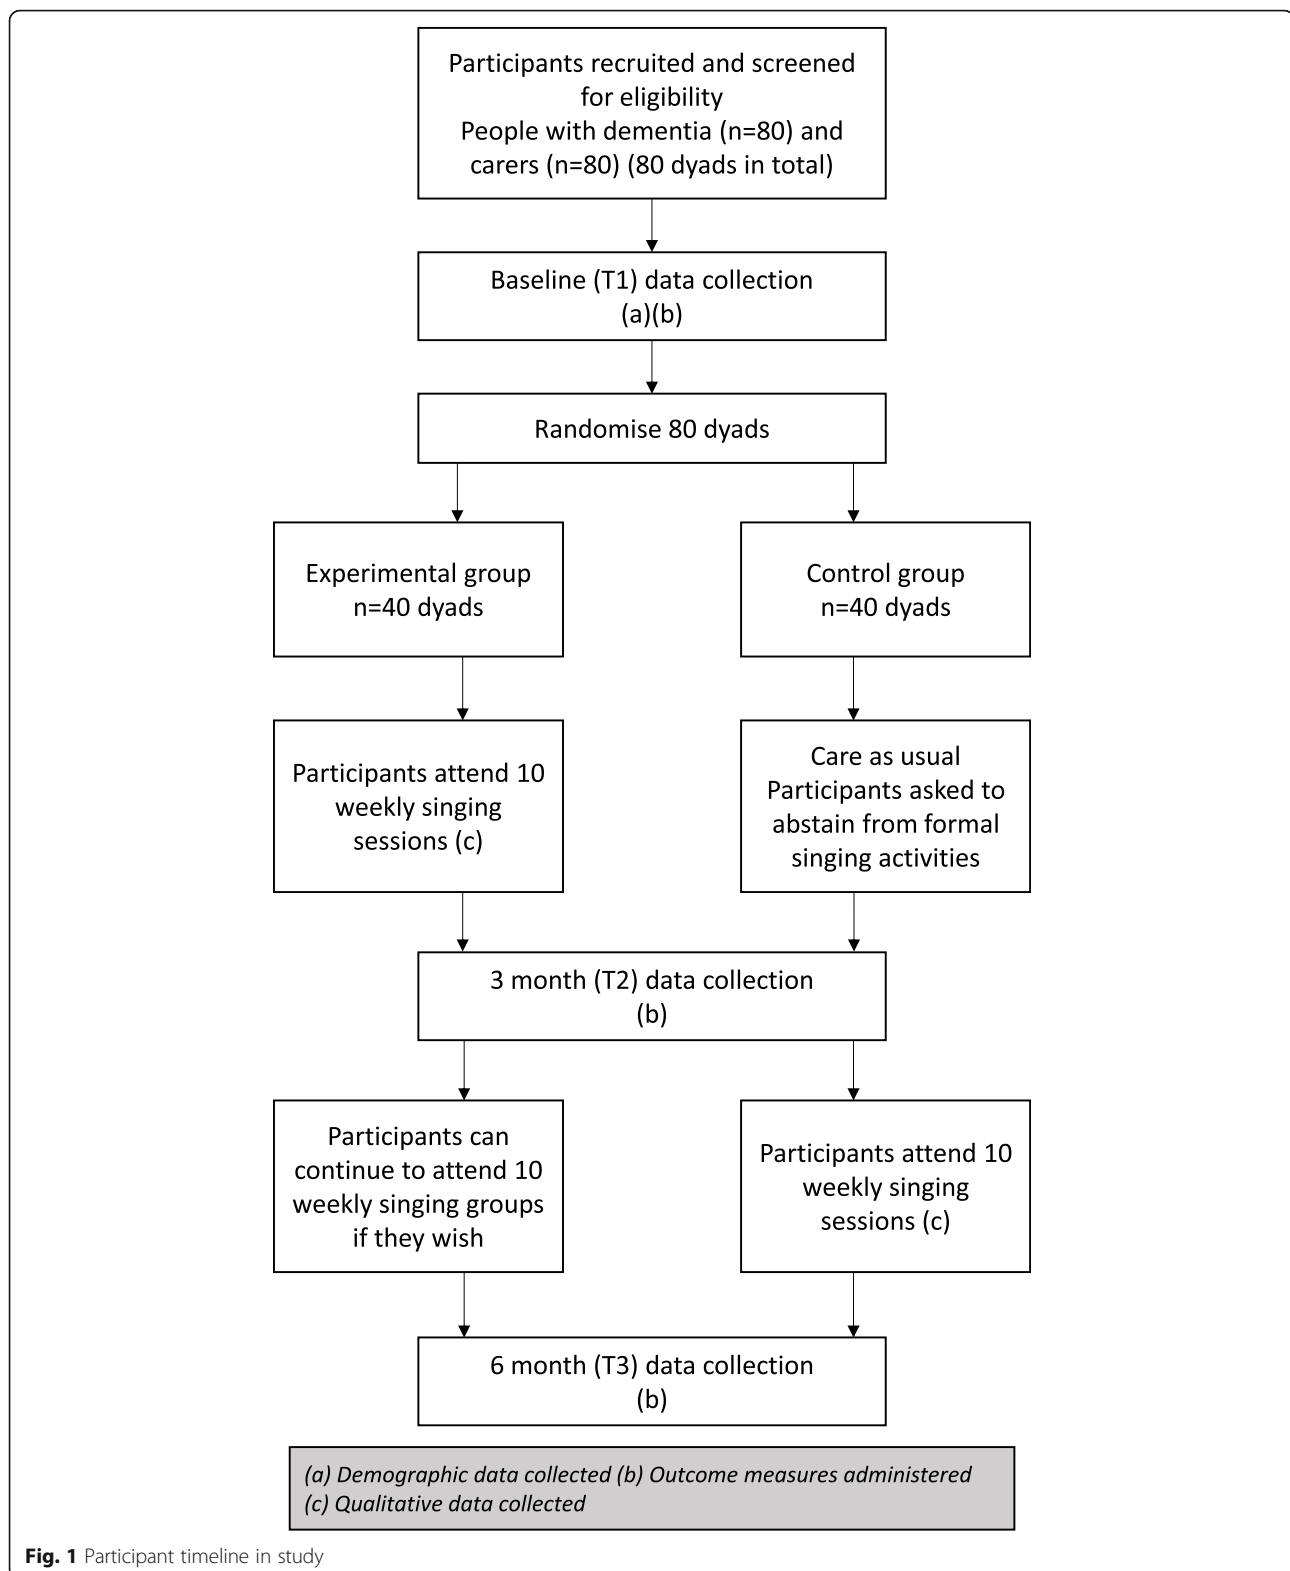 Participants recruited and screened
for eligibility
People with dementia (n=80) and
carers (n=80) (80 dyads in total)
Baseline (T1) data collection
(a)(b)
Randomise 80 dyads
Experimental group
n=40 dyads
Control group
n=40 dyads
Participants attend 10
weekly singing
sessions (c)
Care as usual
Participants asked to
abstain from formal
singing activities
3 month (T2) data collection
(b)
Participants can
continue to attend 10
weekly singing groups
if they wish
Participants attend 10
weekly singing
sessions (c)
6 month (T3) data collection
(b)
(a) Demographic data collected (b) Outcome measures administered
(c) Qualitative data collected
Fig. 1 Participant timeline in study